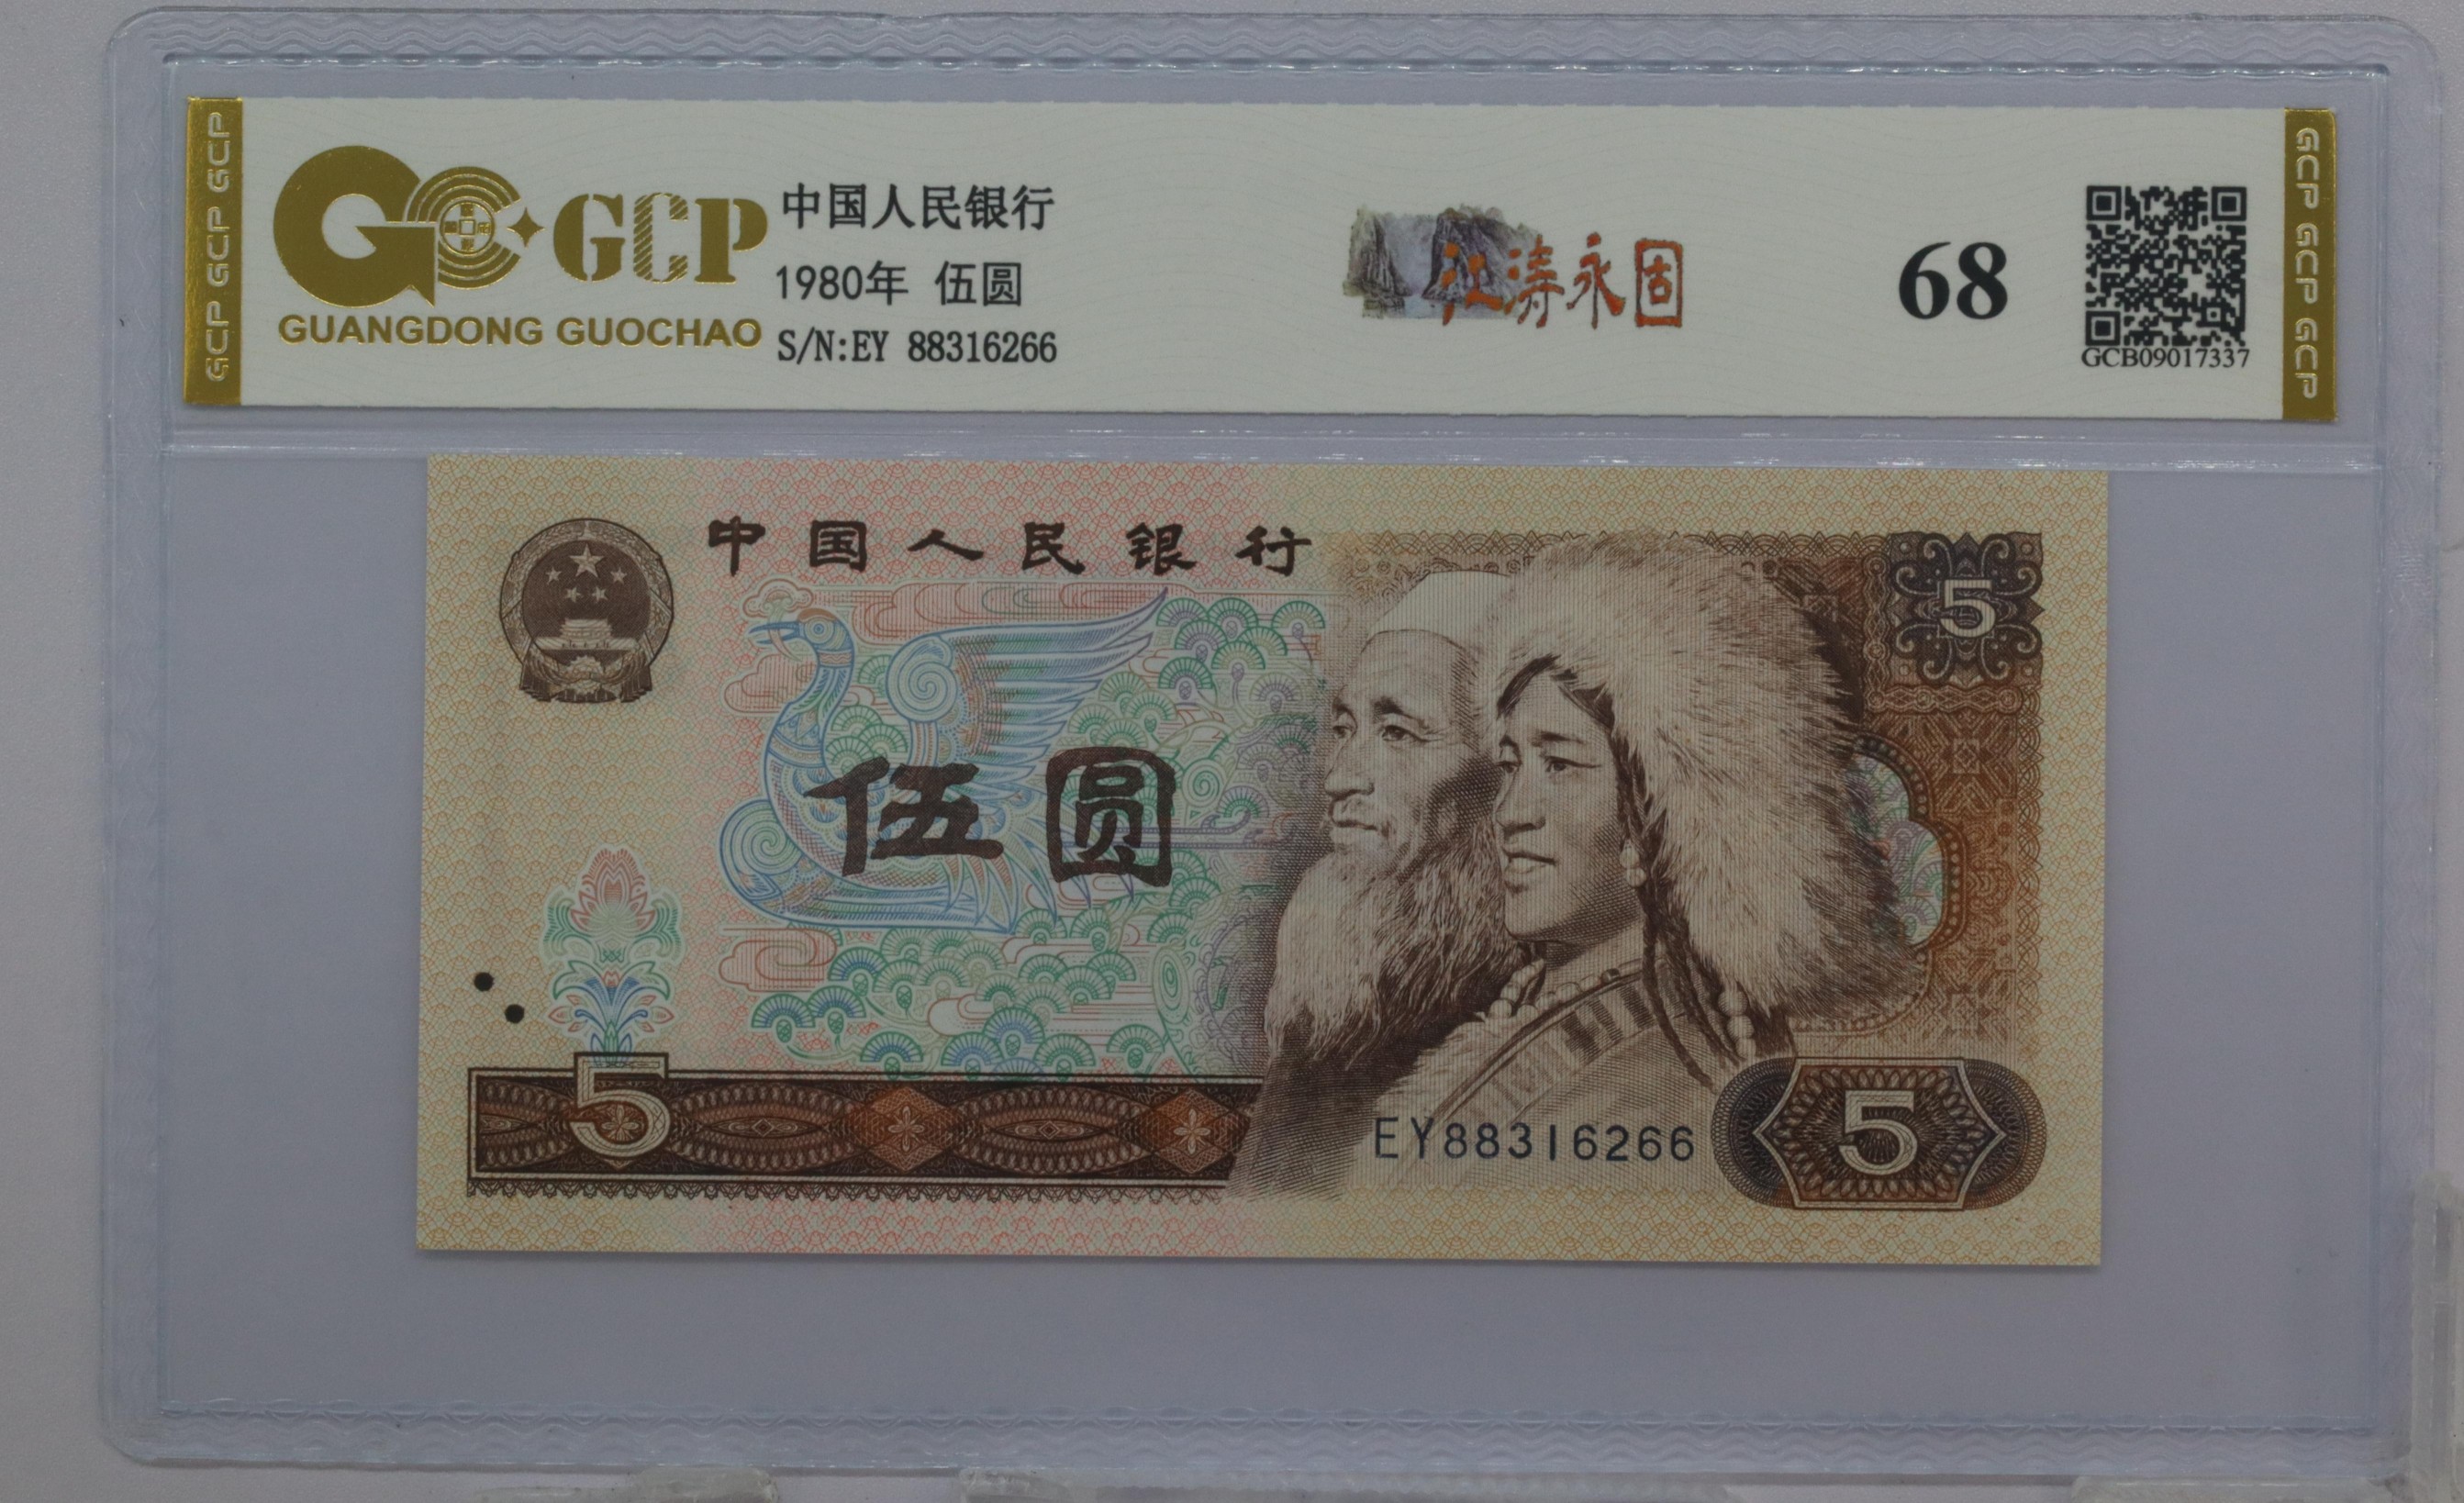 GCP GCP GCP
GCP
GUANGDONG GUOCHAO
中国人民银行
1980年 伍圆
S/N:EY 88316266
江涛永固
68
GCB09017337
GCP GCP GCP
中国人民银行
5
伍圆
5
EY88316266
5